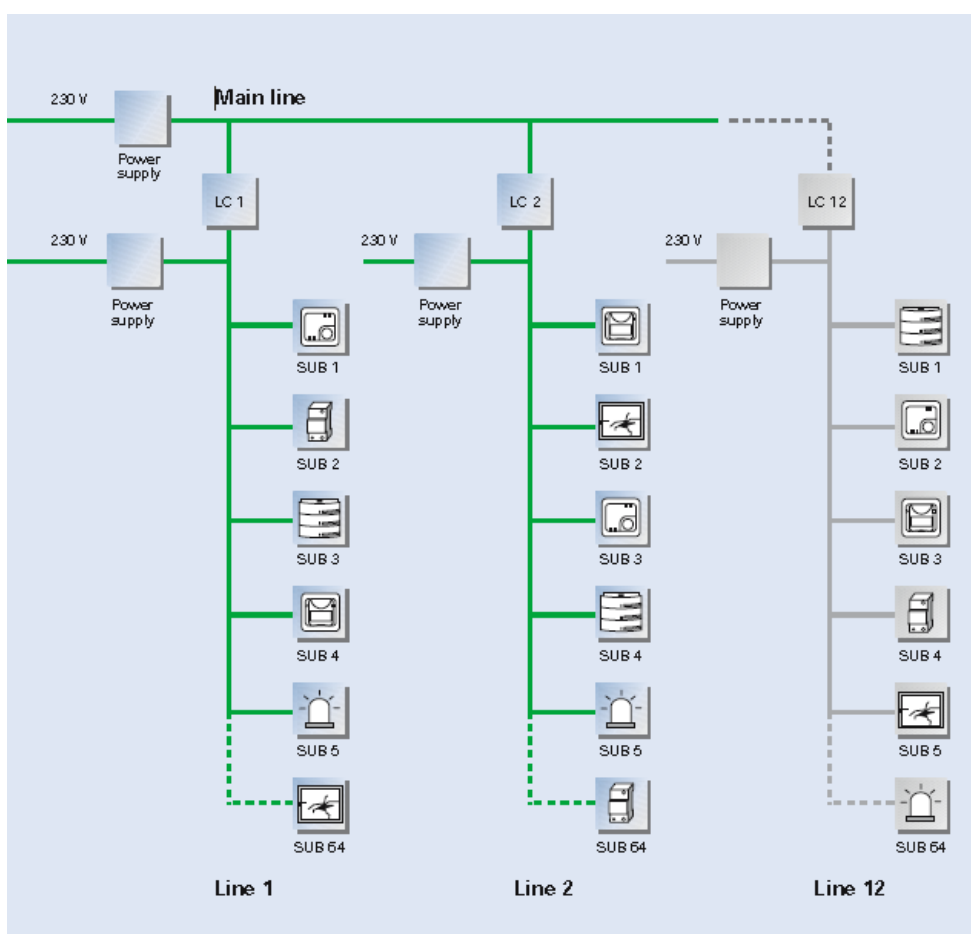 230 V
Main line
Power
supply
LC 1
LC 2
LC 12
230 V
230 V
230 V
Power
supply
Power
supply
Power
supply
SUB 1
SUB 1
SUB 1
SUB 2
SUB 2
SUB 2
SUB 3
SUB 3
SUB 3
SUB 4
SUB 4
SUB 4
SUB 5
SUB 5
SUB 5
SUB 64
SUB 64
SUB 64
Line 1
Line 2
Line 12